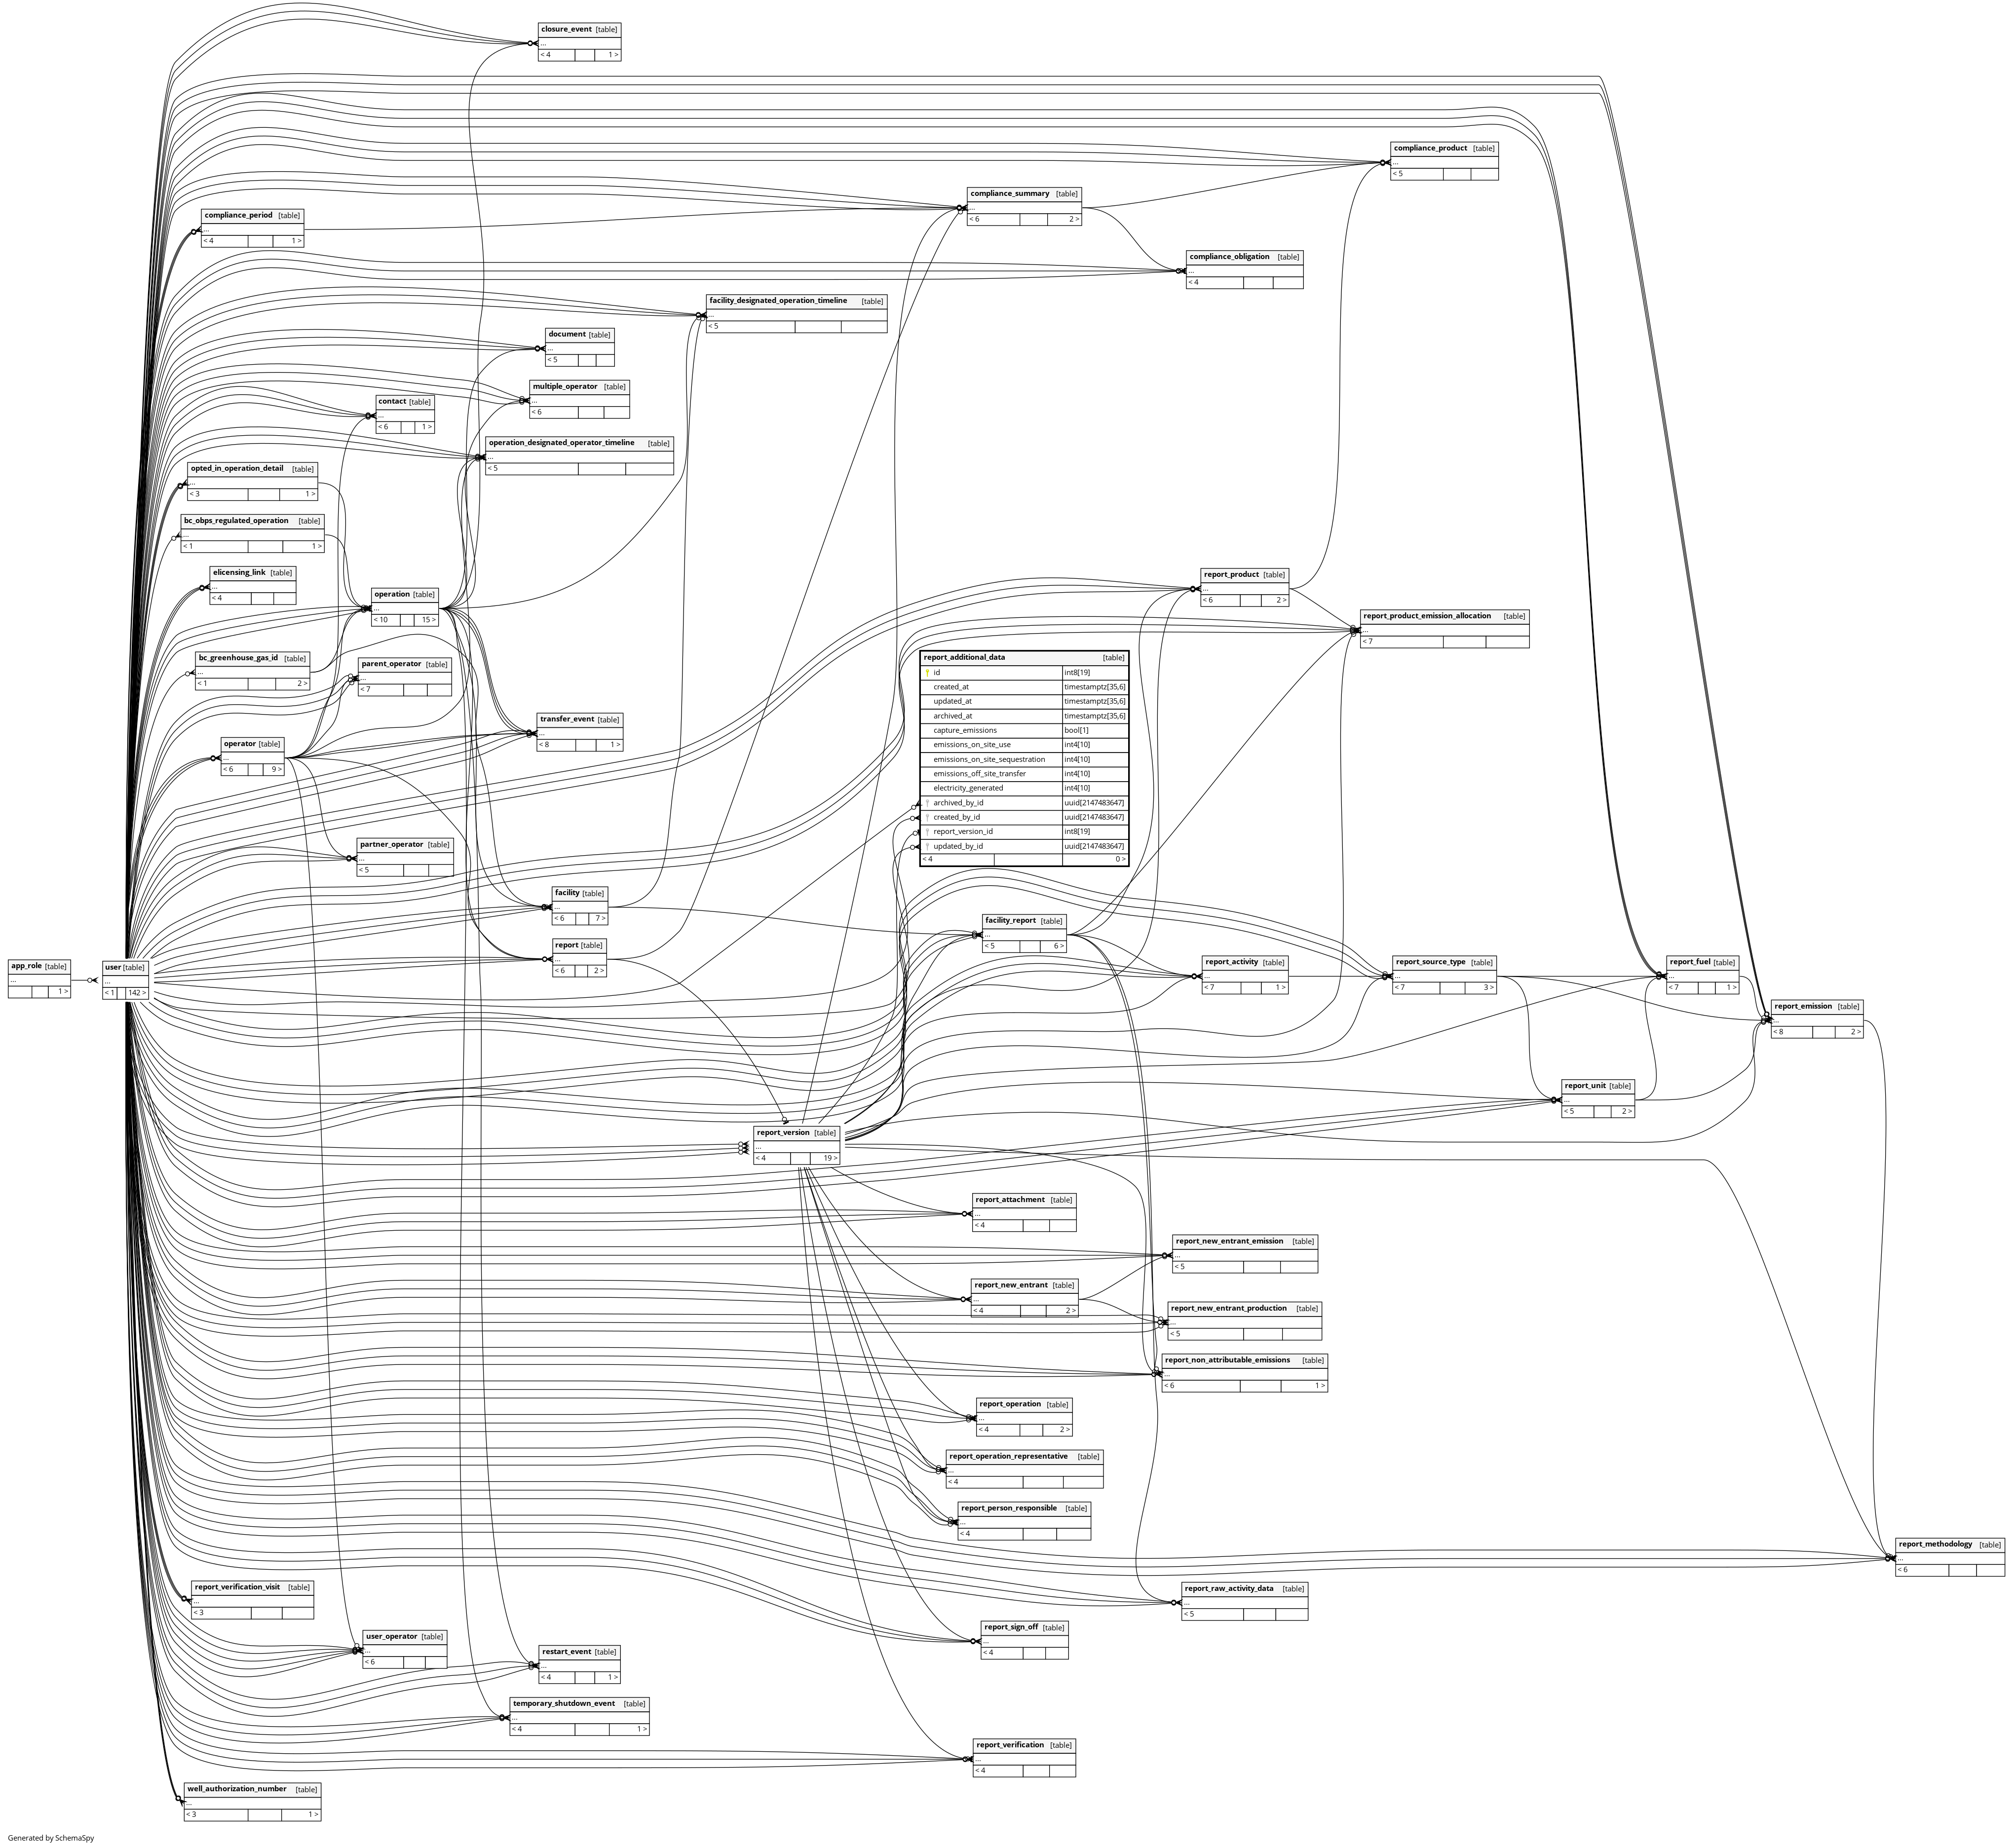 closure_event [table]
...
< 4 1 >
compliance_product [table]
...
< 5
compliance_summary [table]
...
< 6 2 >
compliance_period [table]
...
< 4 1 >
compliance_obligation [table]
...
< 4
facility_designated_operation_timeline [table]
...
< 5
document [table]
...
< 5
multiple_operator [table]
...
< 6
contact [table]
...
< 6 1 >
operation_designated_operator_timeline [table]
...
< 5
opted_in_operation_detail [table]
...
< 3 1 >
bc_obps_regulated_operation [table]
...
< 1 1 >
elicensing_link [table]
...
< 4
operation [table]
...
< 10 15 >
report_product [table]
...
< 6 2 >
report_product_emission_allocation [table]
...
< 7
bc_greenhouse_gas_id [table]
...
< 1 2 >
parent_operator [table]
...
< 7
report_additional_data [table]
id int8[19]
created_at timestamptz[35,6]
updated_at timestamptz[35,6]
archived_at timestamptz[35,6]
capture_emissions bool[1]
emissions_on_site_use int4[10]
emissions_on_site_sequestration int4[10]
emissions_off_site_transfer int4[10]
electricity_generated int4[10]
archived_by_id uuid[2147483647]
created_by_id uuid[2147483647]
report_version_id int8[19]
updated_by_id uuid[2147483647]
< 4 0 >
transfer_event [table]
...
< 8 1 >
operator [table]
...
< 6 9 >
partner_operator [table]
...
< 5
facility [table]
...
< 6 7 >
facility_report [table]
...
< 5 6 >
report [table]
...
< 6 2 >
app_role [table]
...
1 >
user [table]
...
< 1 142 >
report_activity [table]
...
< 7 1 >
report_source_type [table]
...
< 7 3 >
report_fuel [table]
...
< 7 1 >
report_emission [table]
...
< 8 2 >
report_unit [table]
...
< 5 2 >
report_version [table]
...
< 4 19 >
report_attachment [table]
...
< 4
report_new_entrant_emission [table]
...
< 5
report_new_entrant [table]
...
< 4 2 >
report_new_entrant_production [table]
...
< 5
report_non_attributable_emissions [table]
...
< 6 1 >
report_operation [table]
...
< 4 2 >
report_operation_representative [table]
...
< 4
report_person_responsible [table]
...
< 4
report_methodology [table]
...
< 6
report_verification_visit [table]
...
< 3
report_raw_activity_data [table]
...
< 5
report_sign_off [table]
...
< 4
user_operator [table]
...
< 6
restart_event [table]
...
< 4 1 >
temporary_shutdown_event [table]
...
< 4 1 >
report_verification [table]
...
< 4
well_authorization_number [table]
...
< 3 1 >
Generated by SchemaSpy